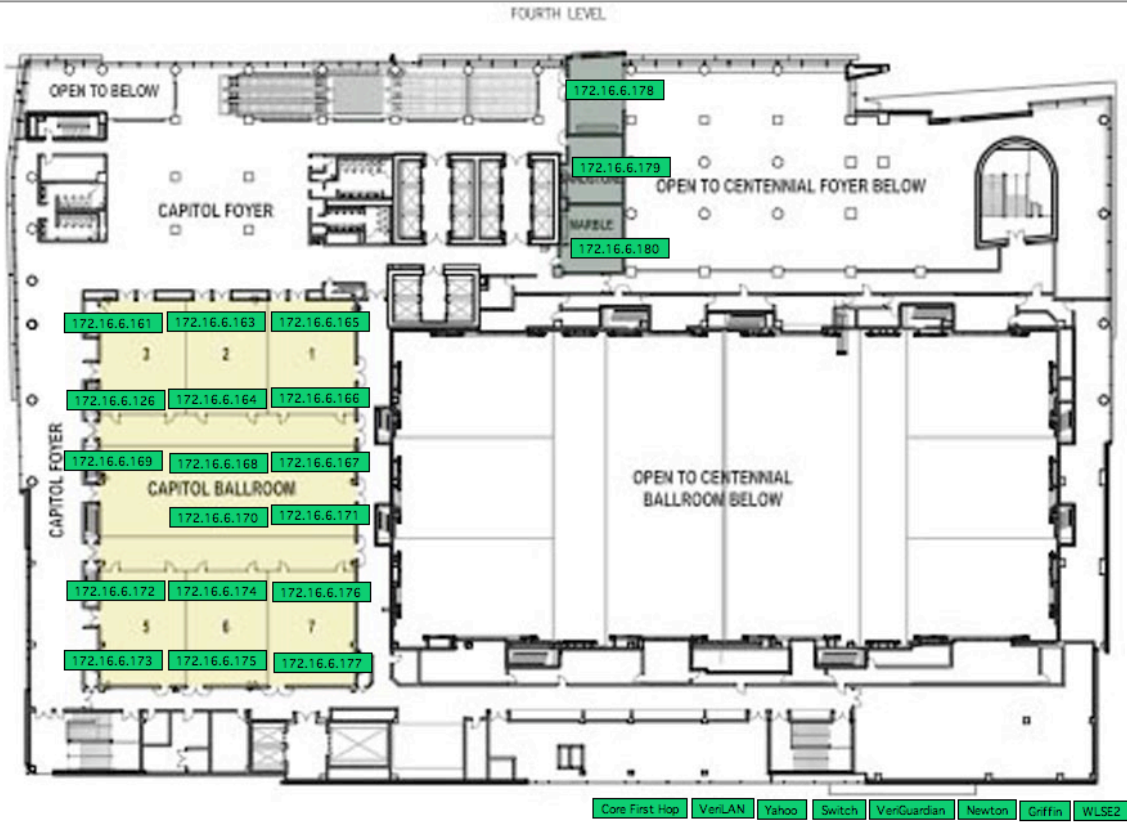 FOURTH LEVEL
OPEN TO BELOW
172.16.6.178
172.16.6.179
OPEN TO CENTENNIAL FOYER BELOW
CAPITOL FOYER
MARBLE
172.16.6.180
172.16.6.161 172.16.6.163 172.16.6.165
3 2 1
172.16.6.126 172.16.6.164 172.16.6.166
CAPITOL FOYER
172.16.6.169 172.16.6.168 172.16.6.167
CAPITOL BALLROOM
OPEN TO CENTENNIAL
BALLROOM BELOW
172.16.6.170 172.16.6.171
172.16.6.172 172.16.6.174 172.16.6.176
5 6 7
172.16.6.173 172.16.6.175 172.16.6.177
Core First Hop VeriLAN Yahoo Switch VeriGuardian Newton Griffin WLSE2